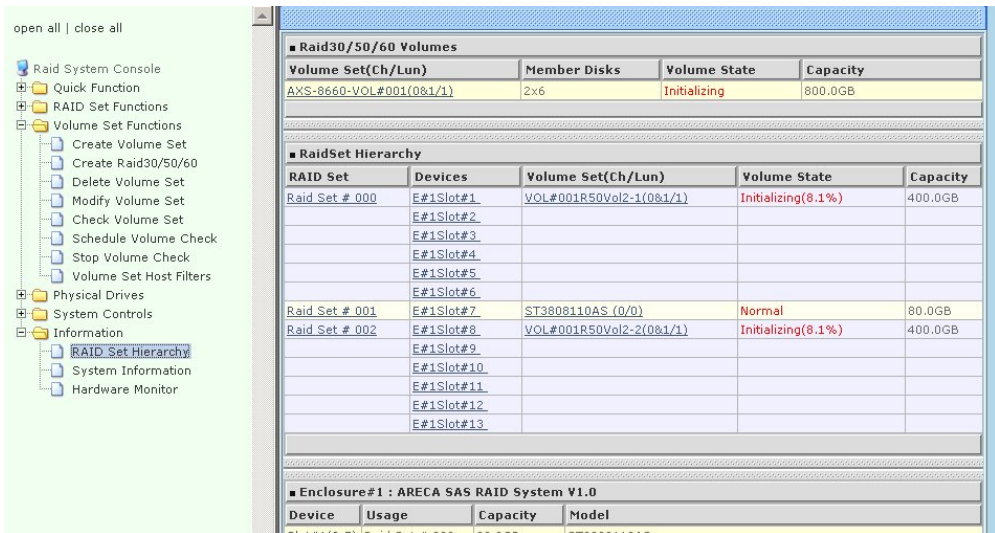 open all | close all
Raid System Console
Quick Function
RAID Set Functions
Volume Set Functions
Create Volume Set
Create Raid30/50/60
Delete Volume Set
Modify Volume Set
Check Volume Set
Schedule Volume Check
Stop Volume Check
Volume Set Host Filters
Physical Drives
System Controls
Information
RAID Set Hierarchy
System Information
Hardware Monitor
Raid30/50/60 Volumes
Volume Set(Ch/Lun) Member Disks Volume State Capacity
AXS-8660-VOL#001(0&1/1) 2x6 Initializing 800.0GB
RaidSet Hierarchy
RAID Set Devices Volume Set(Ch/Lun) Volume State Capacity
Raid Set # 000 E#1Slot#1 VOL#001R50Vol2-1(0&1/1) Initializing(8.1%) 400.0GB
E#1Slot#2
E#1Slot#3
E#1Slot#4
E#1Slot#5
E#1Slot#6
Raid Set # 001 E#1Slot#7 ST3808110AS (0/0) Normal 80.0GB
Raid Set # 002 E#1Slot#8 VOL#001R50Vol2-2(0&1/1) Initializing(8.1%) 400.0GB
E#1Slot#9
E#1Slot#10
E#1Slot#11
E#1Slot#12
E#1Slot#13
Enclosure#1 : ARECA SAS RAID System V1.0
Device Usage Capacity Model